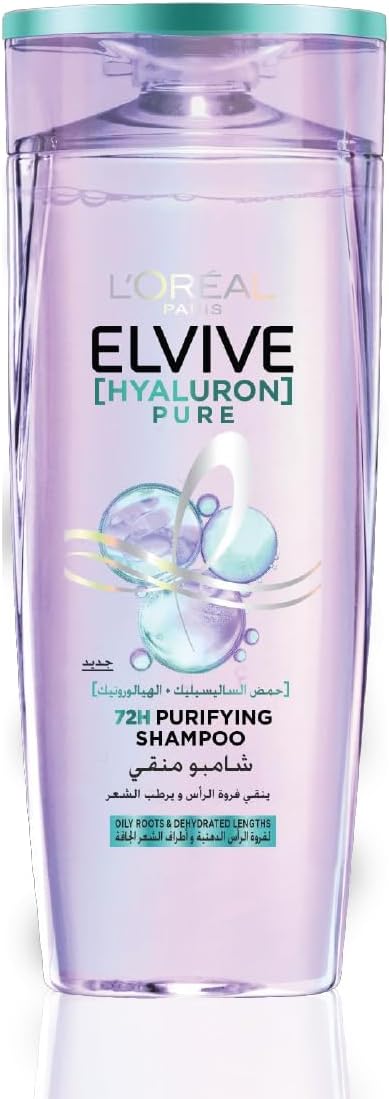 L'ORÉAL
PARIS
ELVIVE
[HYALURON]
PURE
جديد
[حمض الساليسيليك + الهيالورونيك]
72H PURIFYING
SHAMPOO
شامبو منقي
ينقي فروة الرأس و يرطب الشعر
OILY ROOTS & DEHYDRATED LENGTHS
لفروة الرأس الدهنية و أطراف الشعر الجافة